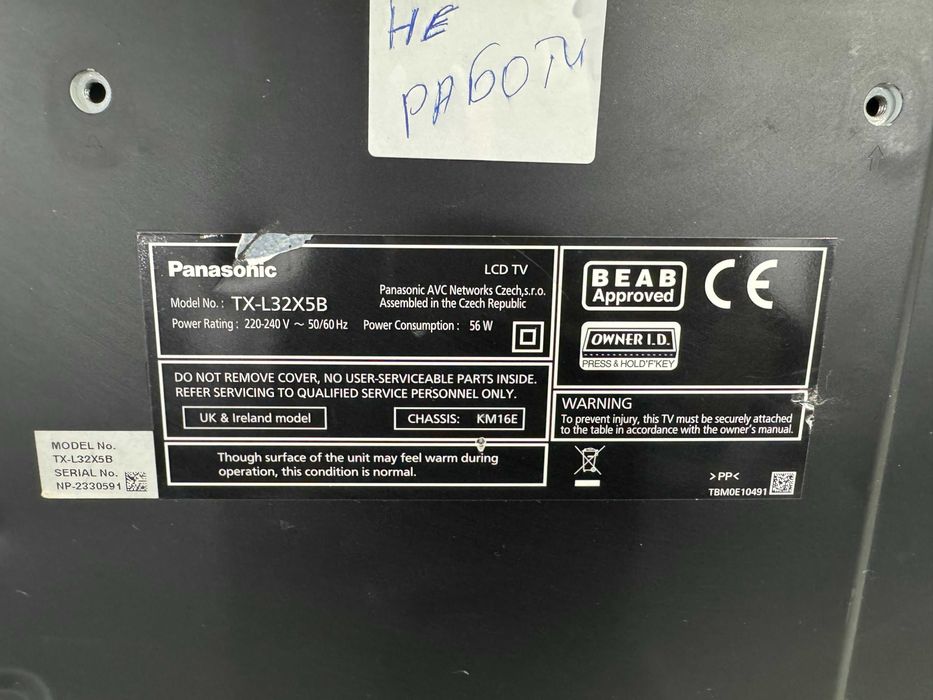 НЕ
РАБОТИ
Panasonic
LCD TV
Model No.: TX-L32X5B
Panasonic AVC Networks Czech,s.r.o.
Assembled in the Czech Republic
Power Rating : 220-240 V ~ 50/60 Hz Power Consumption : 56 W
DO NOT REMOVE COVER, NO USER-SERVICEABLE PARTS INSIDE.
REFER SERVICING TO QUALIFIED SERVICE PERSONNEL ONLY.
UK & Ireland model
CHASSIS: KM16E
Though surface of the unit may feel warm during
operation, this condition is normal.
BEAB
Approved
CE
OWNER I.D.
PRESS & HOLD'F'KEY
WARNING
To prevent injury, this TV must be securely attached
to the table in accordance with the owner's manual.
>PP<
TBM0E10491
MODEL No.
TX-L32X5B
SERIAL No.
NP-2330591